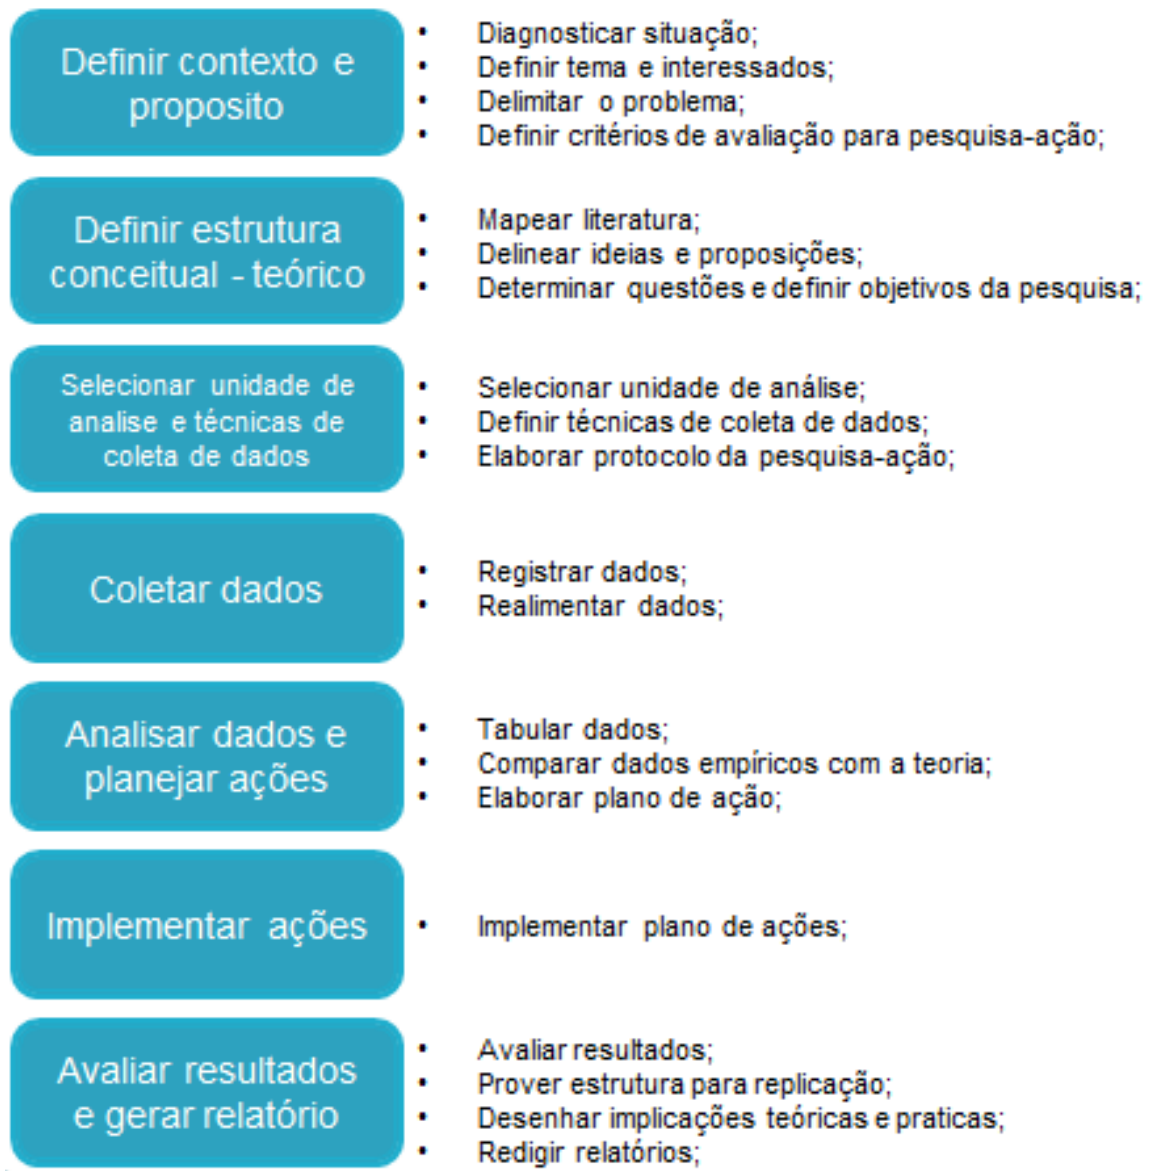 Definir contexto e
proposito
• Diagnosticar situação;
• Definir tema e interessados;
• Delimitar o problema;
• Definir critérios de avaliação para pesquisa-ação;
Definir estrutura
conceitual - teórico
• Mapear literatura;
• Delinear ideias e proposições;
• Determinar questões e definir objetivos da pesquisa;
Selecionar unidade de
analise e técnicas de
coleta de dados
• Selecionar unidade de análise;
• Definir técnicas de coleta de dados;
• Elaborar protocolo da pesquisa-ação;
Coletar dados
• Registrar dados;
• Realimentar dados;
Analisar dados e
planejar ações
• Tabular dados;
• Comparar dados empíricos com a teoria;
• Elaborar plano de ação;
Implementar ações
• Implementar plano de ações;
Avaliar resultados
e gerar relatório
• Avaliar resultados;
• Prover estrutura para replicação;
• Desenhar implicações teóricas e praticas;
• Redigir relatórios;